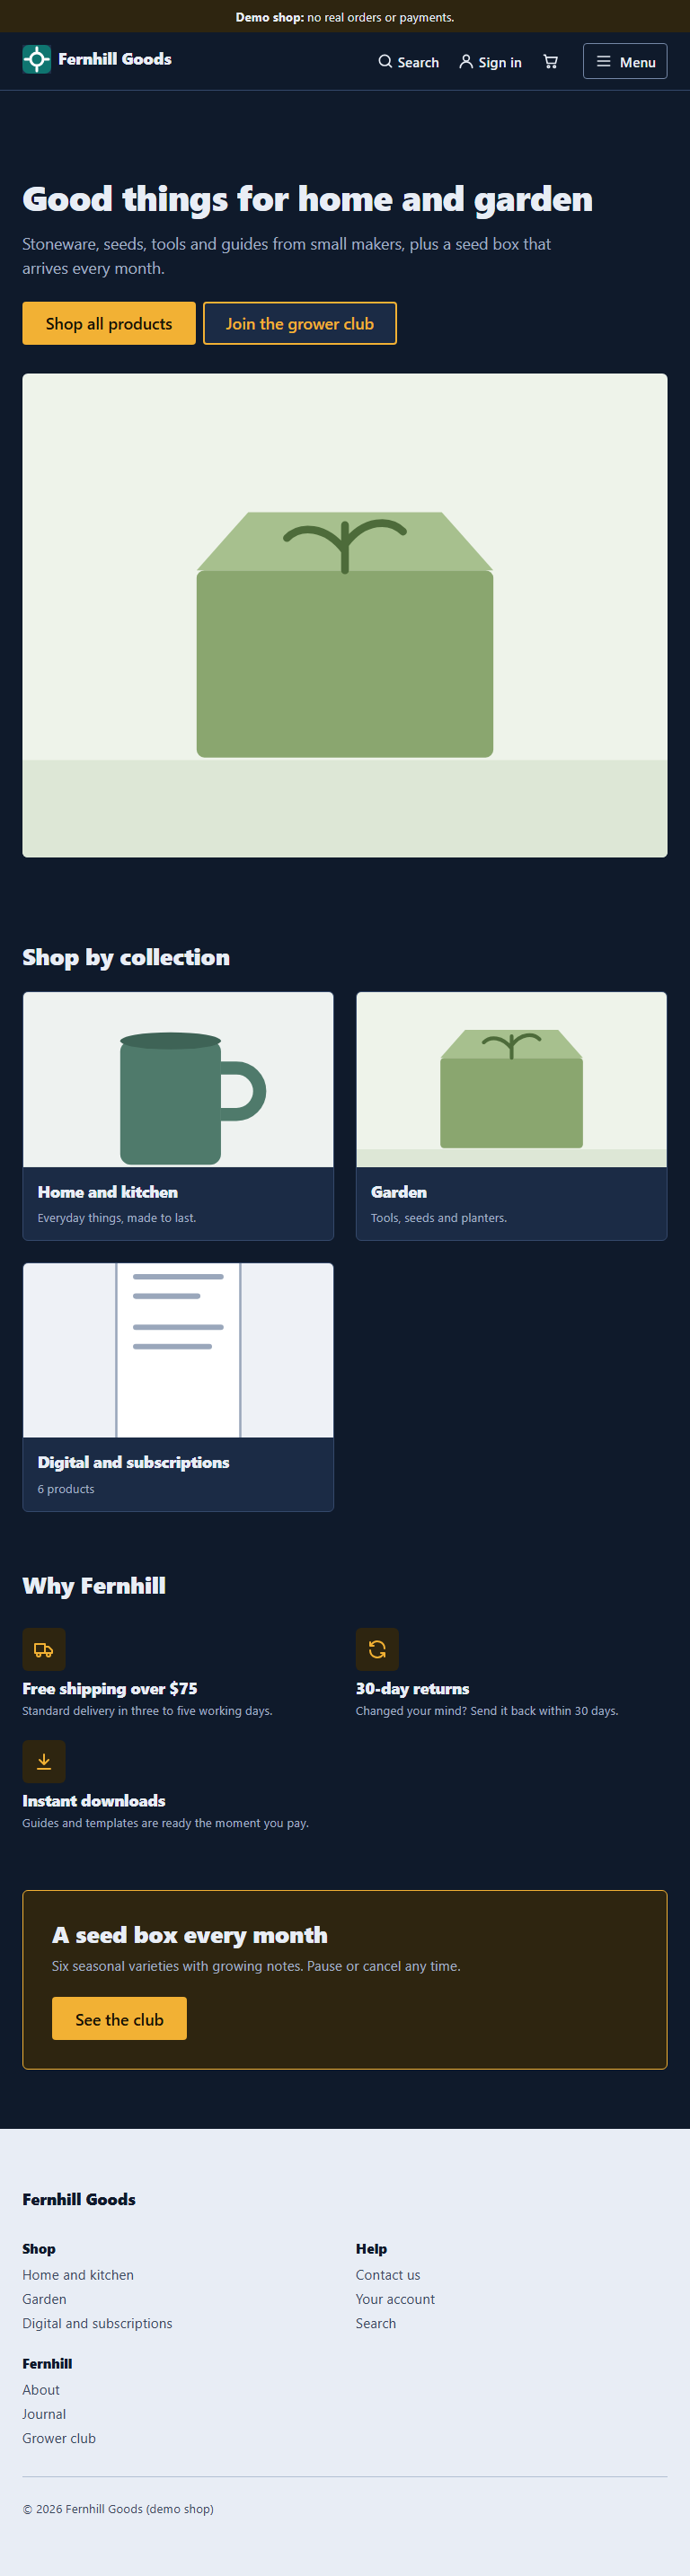 Demo shop: no real orders or payments.
Fernhill Goods
Search
Sign in
Menu
Good things for home and garden
Stoneware, seeds, tools and guides from small makers, plus a seed box that
arrives every month.
Shop all products
Join the grower club
Shop by collection
Home and kitchen
Everyday things, made to last.
Garden
Tools, seeds and planters.
Digital and subscriptions
6 products
Why Fernhill
Free shipping over $75
Standard delivery in three to five working days.
30-day returns
Changed your mind? Send it back within 30 days.
Instant downloads
Guides and templates are ready the moment you pay.
A seed box every month
Six seasonal varieties with growing notes. Pause or cancel any time.
See the club
Fernhill Goods
Shop
Home and kitchen
Garden
Digital and subscriptions
Help
Contact us
Your account
Search
Fernhill
About
Journal
Grower club
© 2026 Fernhill Goods (demo shop)